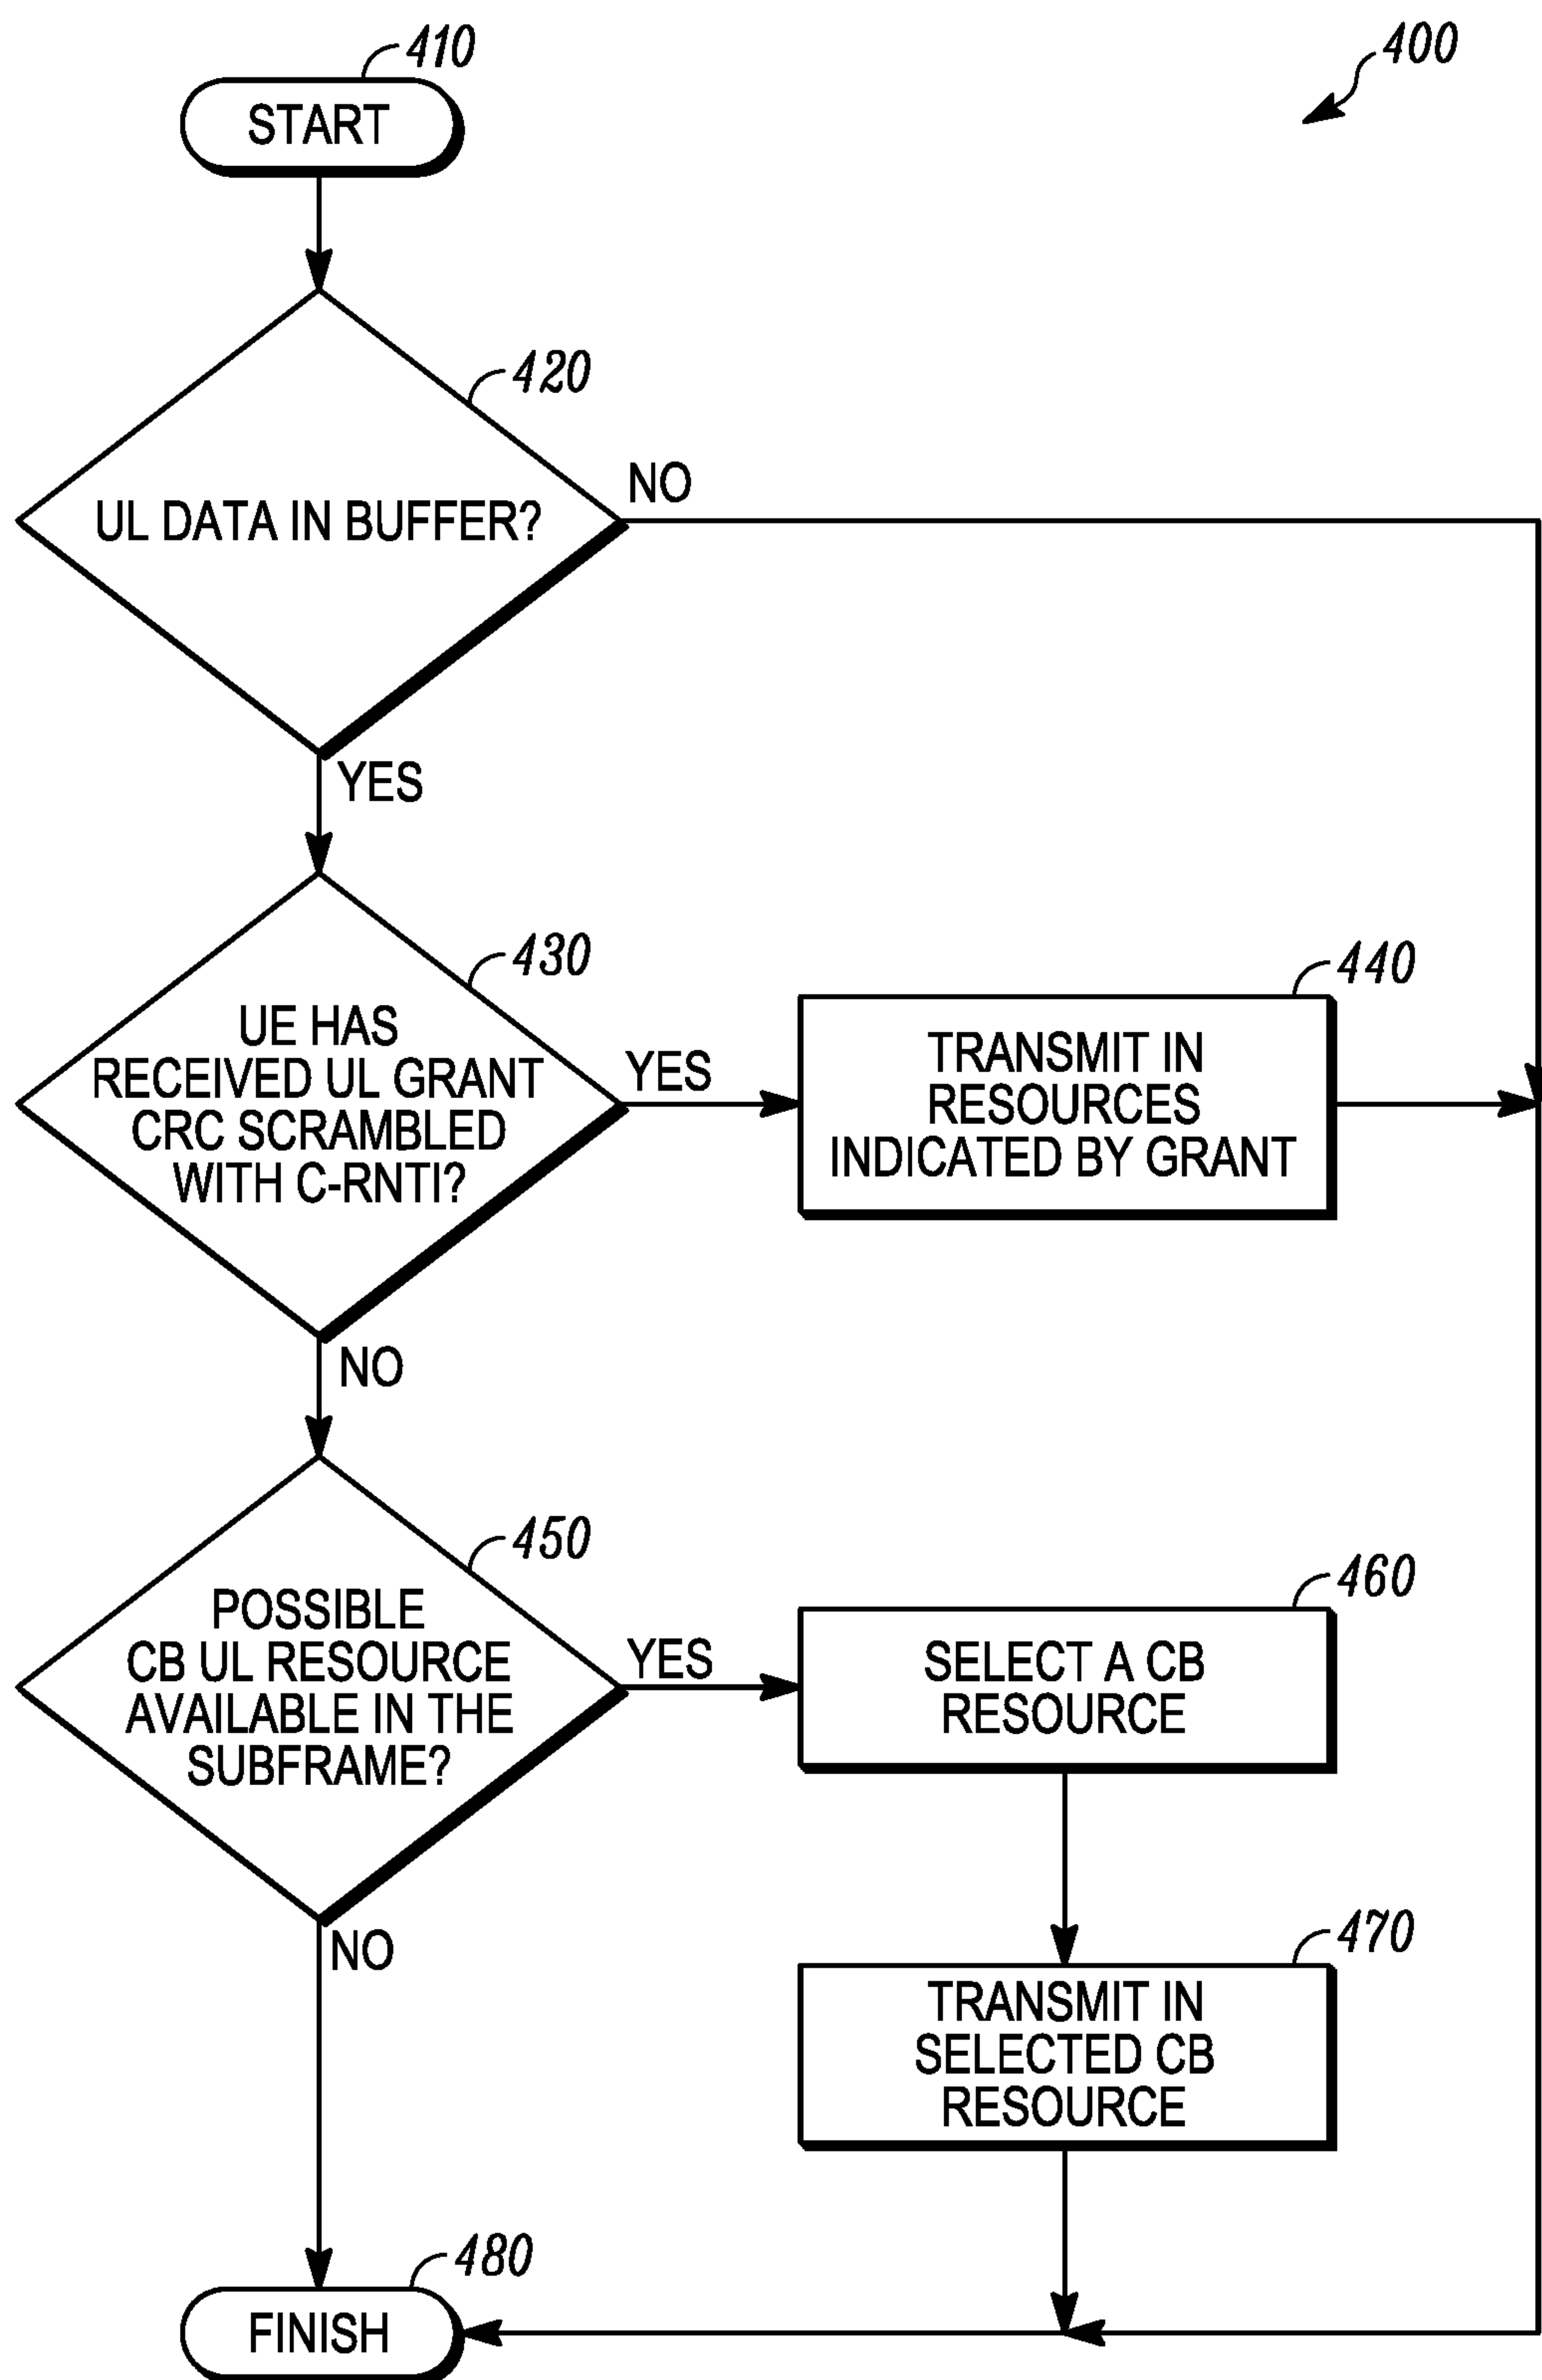 410
400
START
420
NO
UL DATA IN BUFFER?
YES
430
440
UE HAS
RECEIVED UL GRANT
CRC SCRAMBLED
WITH C-RNTI?
YES
TRANSMIT IN
RESOURCES
INDICATED BY GRANT
NO
450
460
POSSIBLE
CB UL RESOURCE
AVAILABLE IN THE
SUBFRAME?
YES
SELECT A CB
RESOURCE
NO
470
TRANSMIT IN
SELECTED CB
RESOURCE
480
FINISH